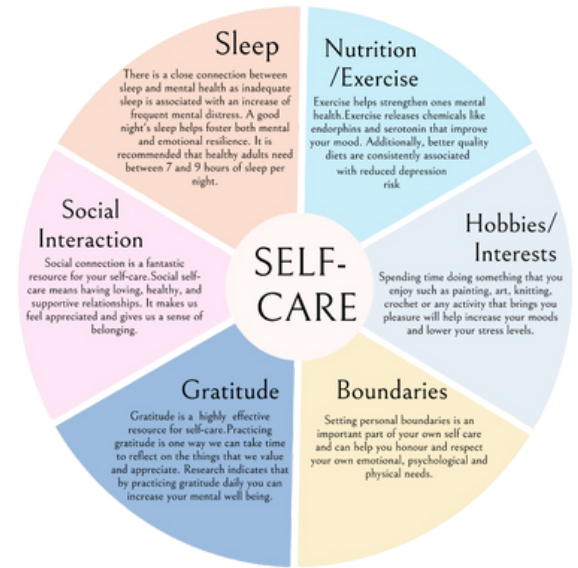 Sleep
There is a close connection between
sleep and mental health as inadequate
sleep is associated with an increase of
frequent mental distress. A good
night's sleep helps foster both mental
and emotional resilience. It is
recommended that healthy adults need
between 7 and 9 hours of sleep per
night.
Nutrition
/Exercise
Exercise helps strengthen ones mental
health.Exercise releases chemicals like
endorphins and serotonin that improve
your mood. Additionally, better quality
diets are consistently associated
with reduced depression
risk
Social
Interaction
Social connection is a fantastic
resource for your self-care.Social self-
care means having loving, healthy, and
supportive relationships. It makes us
feel appreciated and gives us a sense of
belonging.
SELF-
CARE
Hobbies/
Interests
Spending time doing something that you
enjoy such as painting, art, knitting,
crochet or any activity that brings you
pleasure will help increase your moods
and lower your stress levels.
Gratitude
Gratitude is a highly effective
resource for self-care.Practicing
gratitude is one way we can take time
to reflect on the things that we value
and appreciate. Research indicates that
by practicing gratitude daily you can
increase your mental well being.
Boundaries
Setting personal boundaries is an
important part of your own self care
and can help you honour and respect
your own emotional, psychological and
physical needs.